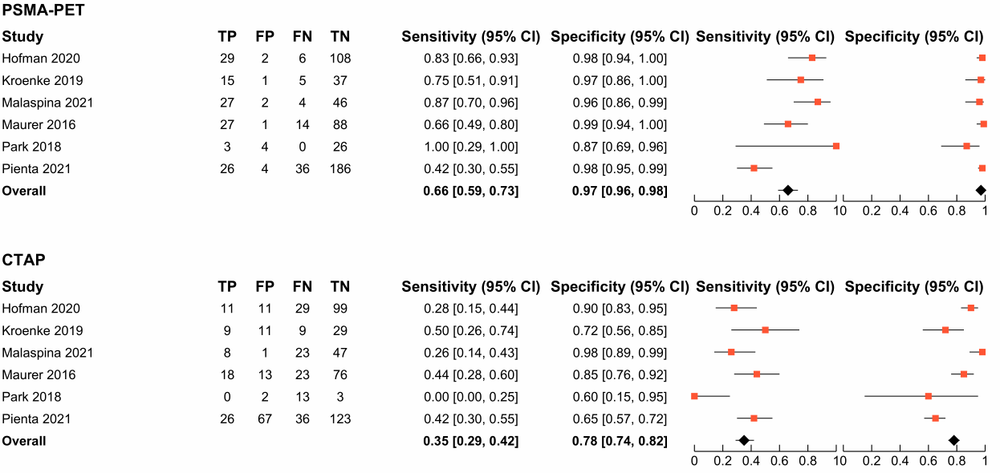 PSMA-PET
Study TP FP FN TN Sensitivity (95% CI) Specificity (95% CI) Sensitivity (95% CI) Specificity (95% CI)
Hofman 2020 29 2 6 108 0.83 [0.66, 0.93] 0.98 [0.94, 1.00]
Kroenke 2019 15 1 5 37 0.75 [0.51, 0.91] 0.97 [0.86, 1.00]
Malaspina 2021 27 2 4 46 0.87 [0.70, 0.96] 0.96 [0.86, 0.99]
Maurer 2016 27 1 14 88 0.66 [0.49, 0.80] 0.99 [0.94, 1.00]
Park 2018 3 4 0 26 1.00 [0.29, 1.00] 0.87 [0.69, 0.96]
Pienta 2021 26 4 36 186 0.42 [0.30, 0.55] 0.98 [0.95, 0.99]
Overall 0.66 [0.59, 0.73] 0.97 [0.96, 0.98]
0 0.2 0.4 0.6 0.8 1 0 0.2 0.4 0.6 0.8 1
CTAP
Study TP FP FN TN Sensitivity (95% CI) Specificity (95% CI) Sensitivity (95% CI) Specificity (95% CI)
Hofman 2020 11 11 29 99 0.28 [0.15, 0.44] 0.90 [0.83, 0.95]
Kroenke 2019 9 11 9 29 0.50 [0.26, 0.74] 0.72 [0.56, 0.85]
Malaspina 2021 8 1 23 47 0.26 [0.14, 0.43] 0.98 [0.89, 0.99]
Maurer 2016 18 13 23 76 0.44 [0.28, 0.60] 0.85 [0.76, 0.92]
Park 2018 0 2 13 3 0.00 [0.00, 0.25] 0.60 [0.15, 0.95]
Pienta 2021 26 67 36 123 0.42 [0.30, 0.55] 0.65 [0.57, 0.72]
Overall 0.35 [0.29, 0.42] 0.78 [0.74, 0.82]
0 0.2 0.4 0.6 0.8 1 0 0.2 0.4 0.6 0.8 1